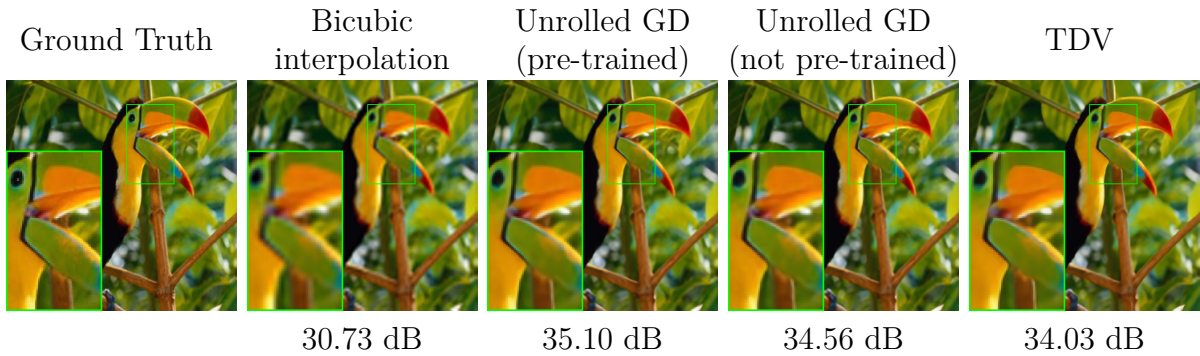 Ground Truth
Bicubic
interpolation
Unrolled GD
(pre-trained)
Unrolled GD
(not pre-trained)
TDV
30.73 dB
35.10 dB
34.56 dB
34.03 dB